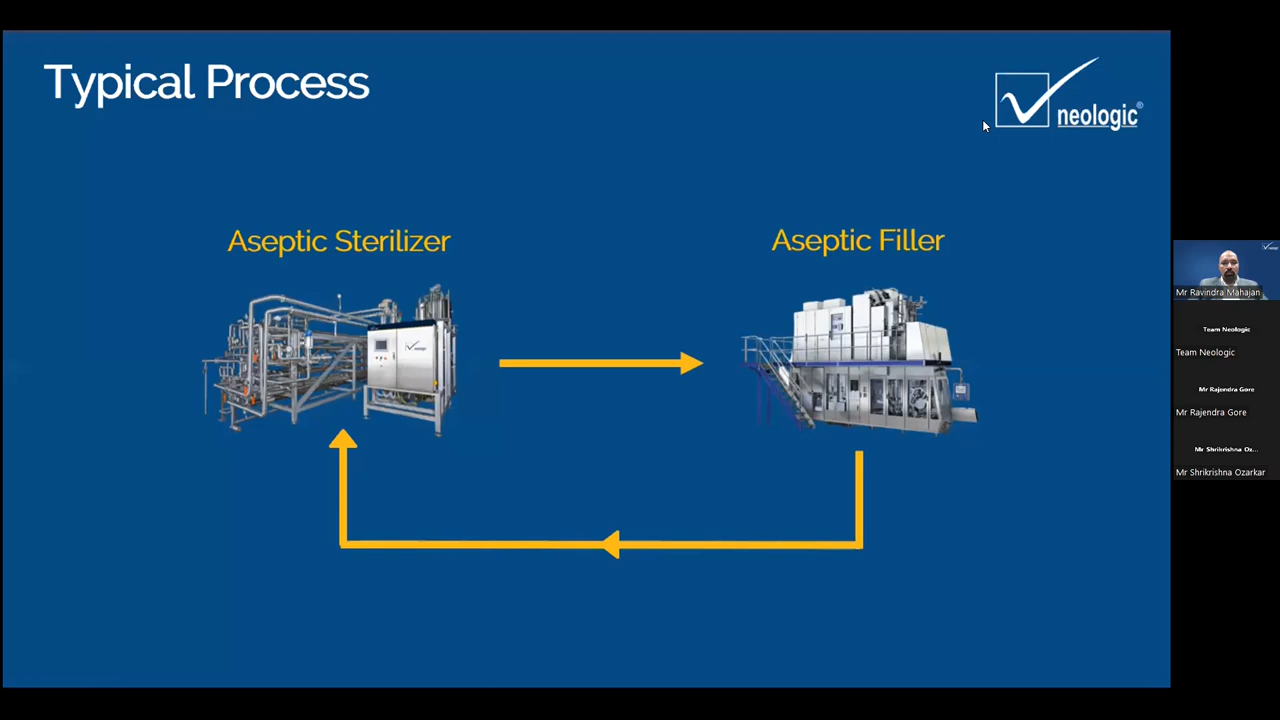 Typical Process
neologic®
Aseptic Sterilizer
Aseptic Filler
neologic
Mr Ravindra Mahajan
Team Neologic
Team Neologic
Mr Rajendra Gore
Mr Rajendra Gore
Mr Shrikrishna Oz...
Mr Shrikrishna Ozarkar